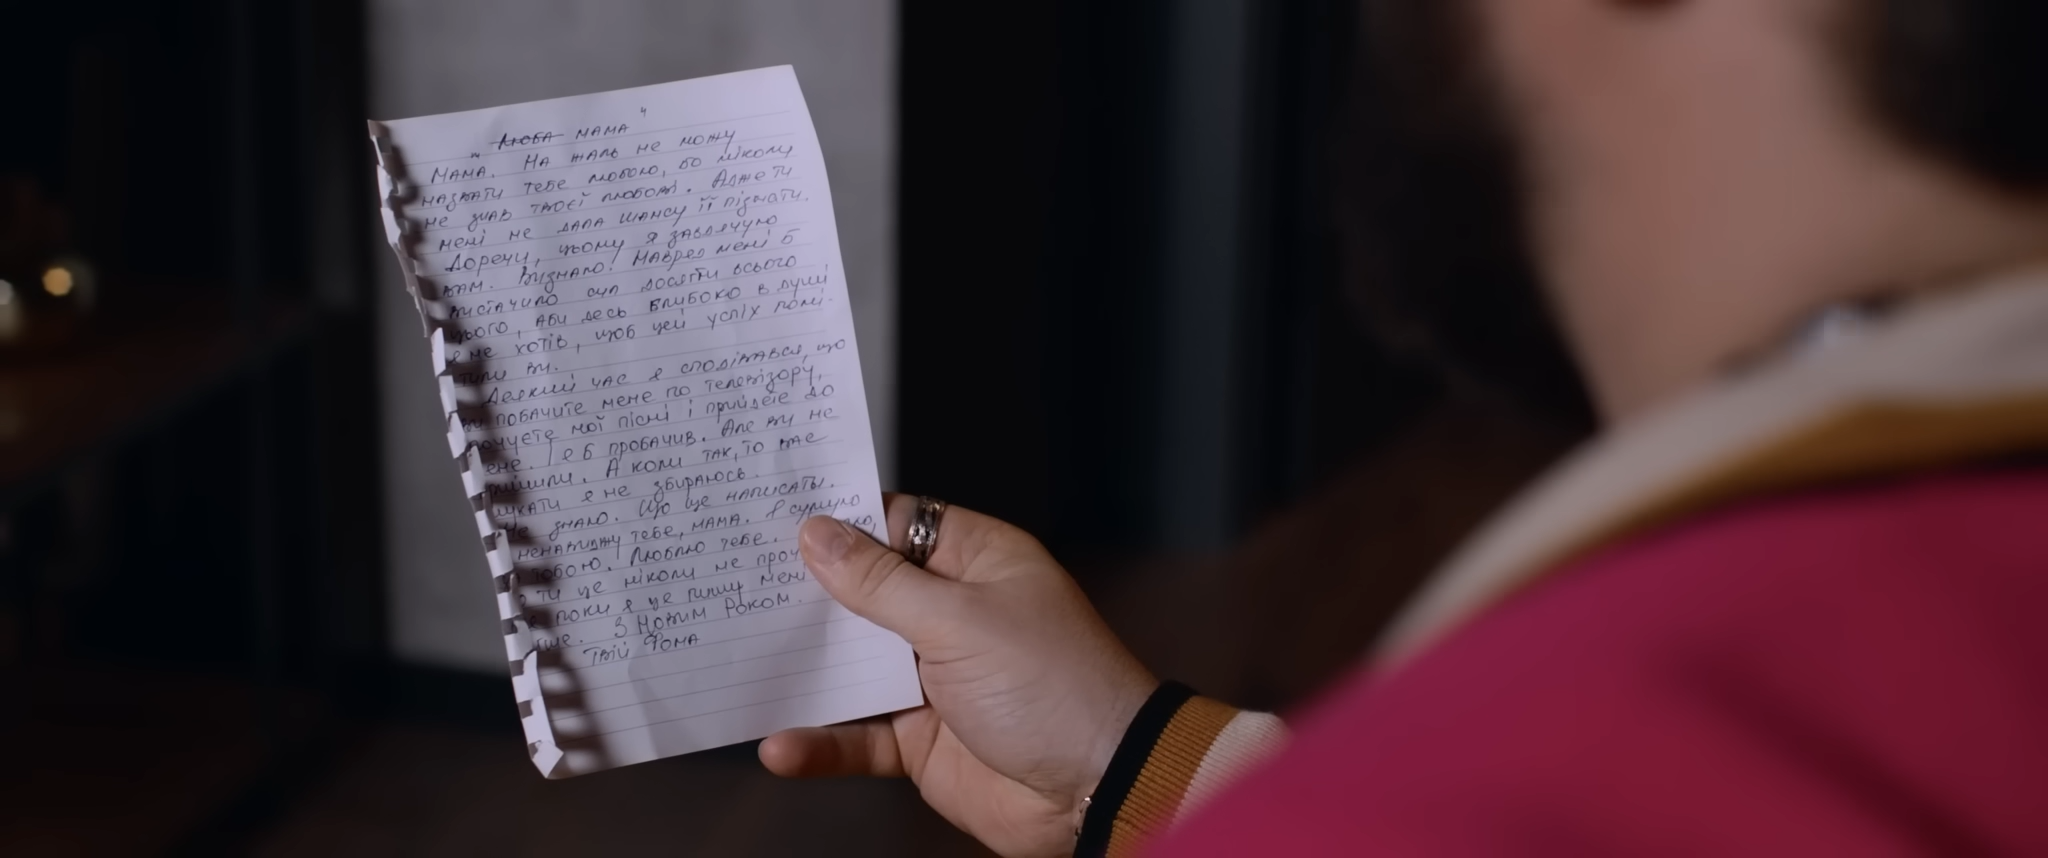 " Люба мама "
Мама. На жаль не можу
назвати тебе любою, бо ніколи
не знав твоєї любові. Адже ти
мені не дала шансу її пізнати.
Доречи, цьому я завдячую
вам. Визнаю. Навряд мені б
вистачило сил досягти всього
цього, аби десь глибоко в душі
я не хотів, щоб цей успіх помі-
тили ви.
Деякий час я сподівався, що
ви побачите мене по телевізору,
почуєте мої пісні і прийдете до
мене. І я б пробачив. Але ви не
прийшли. А коли так, то вас
шукати я не збираюсь.
Не знаю. Що ще написати.
ненавиджу тебе, мама. Я сумую
тобою. Люблю тебе.
ти це ніколи не
поки я це пишу мені
З Новим Роком.
Твій Фома